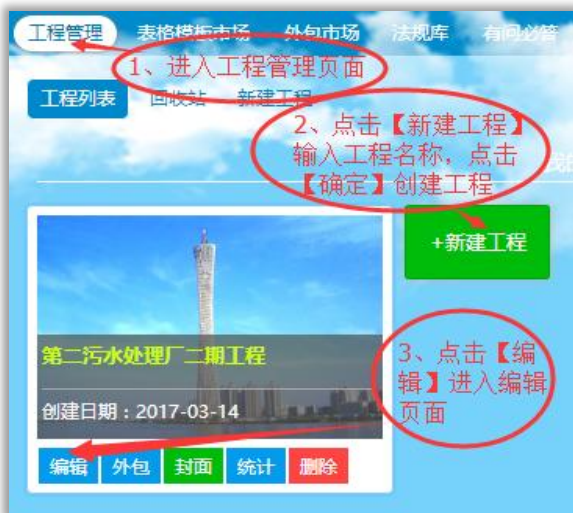 工程管理 表格模板市场 外包市场 法规库 有问必答
1、进入工程管理页面
工程列表 回收站 新建工程
2、点击【新建工程】
输入工程名称，点击
【确定】创建工程
+新建工程
第二污水处理厂二期工程
创建日期：2017-03-14
3、点击【编
辑】进入编辑
页面
编辑 外包 封面 统计 删除